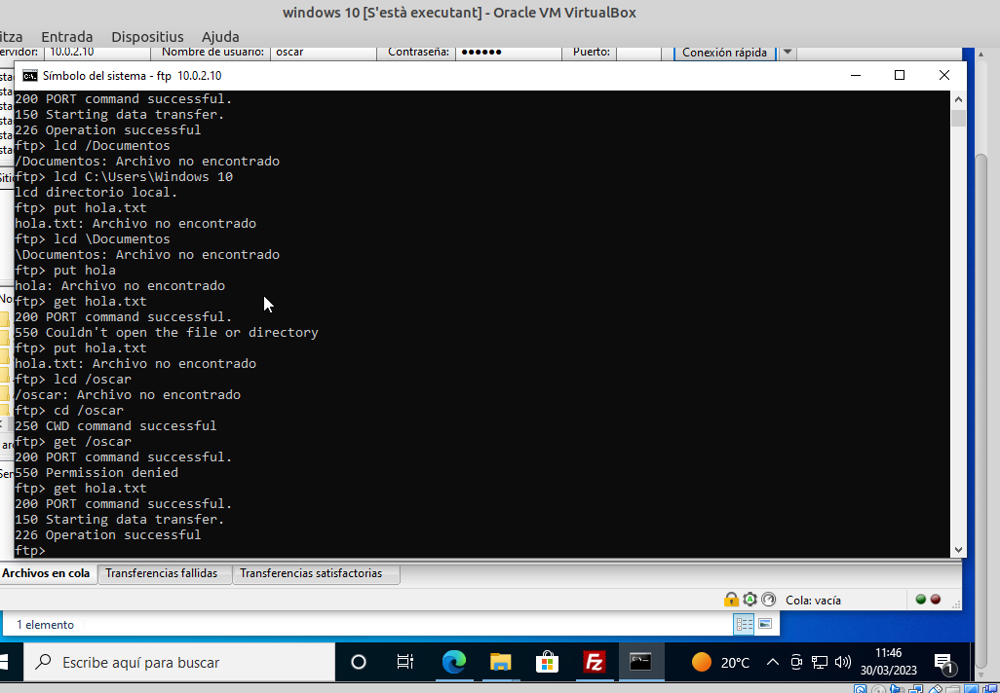 windows 10 [S'està executant] - Oracle VM VirtualBox
itza Entrada Dispositius Ajuda
ervidor: 10.0.2.10 Nombre de usuario: oscar Contraseña: ●●●●●● Puerto: Conexión rápida
Símbolo del sistema - ftp 10.0.2.10
200 PORT command successful.
150 Starting data transfer.
226 Operation successful
ftp> lcd /Documentos
/Documentos: Archivo no encontrado
ftp> lcd C:\Users\Windows 10
lcd directorio local.
ftp> put hola.txt
hola.txt: Archivo no encontrado
ftp> lcd \Documentos
\Documentos: Archivo no encontrado
ftp> put hola
hola: Archivo no encontrado
ftp> get hola.txt
200 PORT command successful.
550 Couldn't open the file or directory
ftp> put hola.txt
hola.txt: Archivo no encontrado
ftp> lcd /oscar
/oscar: Archivo no encontrado
ftp> cd /oscar
250 CWD command successful
ftp> get /oscar
200 PORT command successful.
550 Permission denied
ftp> get hola.txt
200 PORT command successful.
150 Starting data transfer.
226 Operation successful
ftp>
Archivos en cola Transferencias fallidas Transferencias satisfactorias
Cola: vacía
1 elemento
Escribe aquí para buscar
20°C
11:46
30/03/2023
1